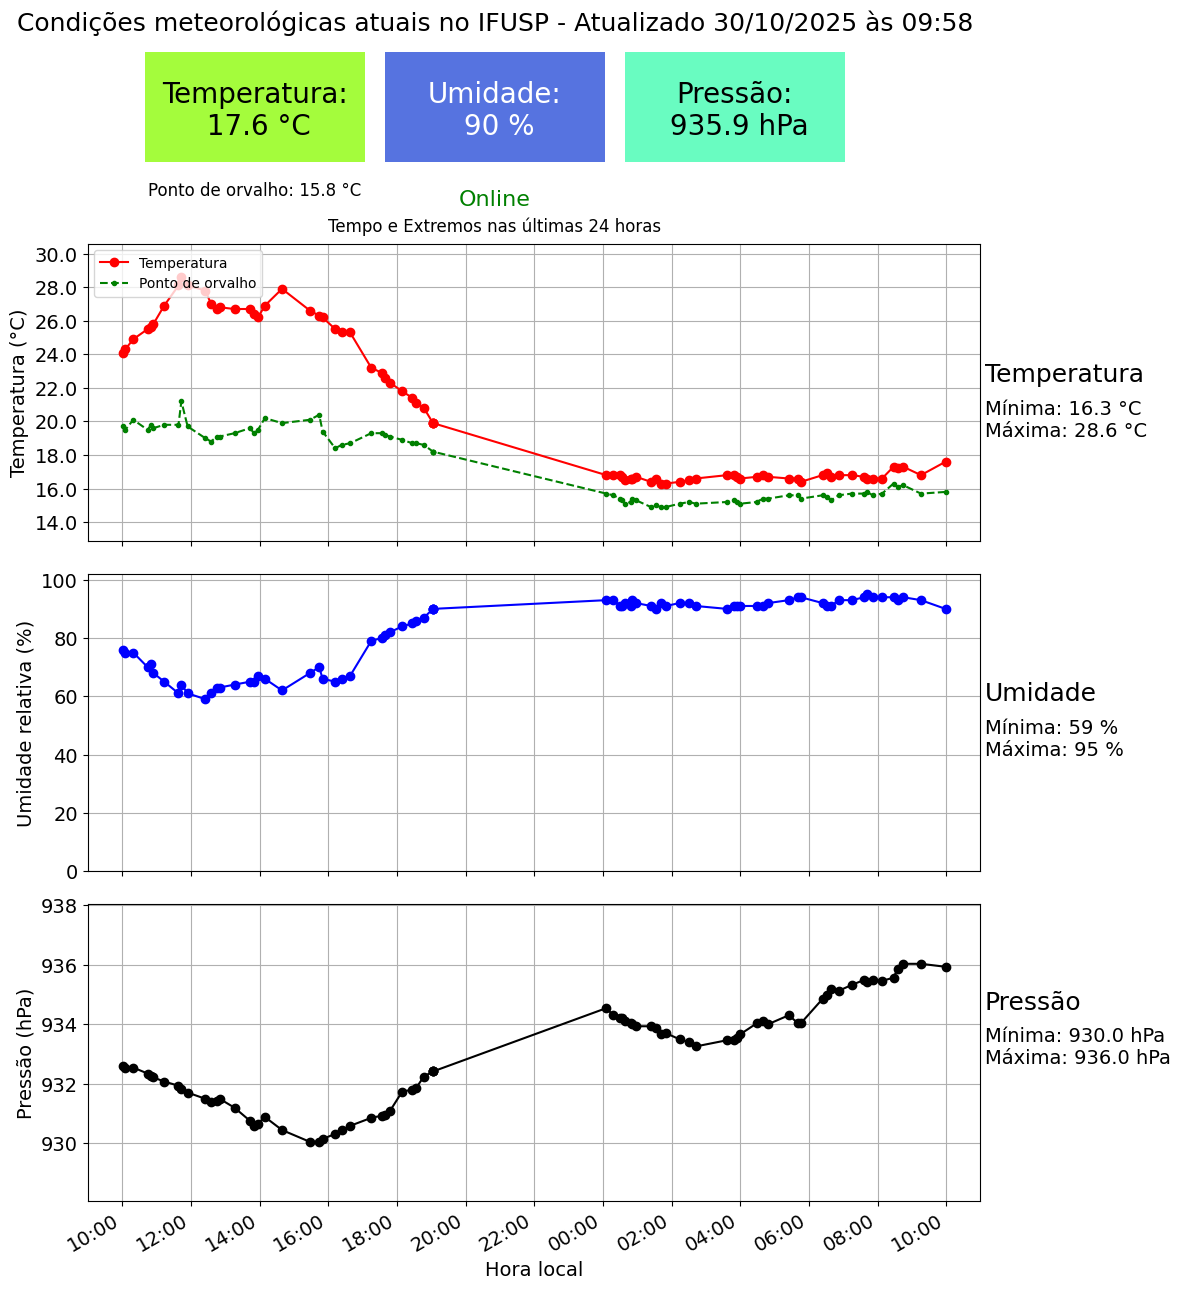 Condições meteorológicas atuais no IFUSP - Atualizado 30/10/2025 às 09:58
Temperatura:
17.6 °C
Umidade:
90 %
Pressão:
935.9 hPa
Ponto de orvalho: 15.8 °C
Online
Tempo e Extremos nas últimas 24 horas
Temperatura
Ponto de orvalho
Temperatura (°C)
30.0
28.0
26.0
24.0
22.0
20.0
18.0
16.0
14.0
Temperatura
Mínima: 16.3 °C
Máxima: 28.6 °C
Umidade relativa (%)
100
80
60
40
20
0
Umidade
Mínima: 59 %
Máxima: 95 %
Pressão (hPa)
938
936
934
932
930
Pressão
Mínima: 930.0 hPa
Máxima: 936.0 hPa
10:00 12:00 14:00 16:00 18:00 20:00 22:00 00:00 02:00 04:00 06:00 08:00 10:00
Hora local